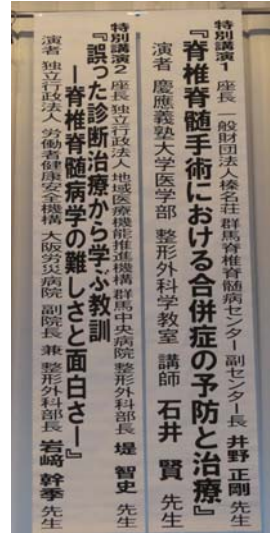 特別講演1 座長 一般財団法人榛名荘 群馬脊椎脊髄病センター 副センター長 井野 正剛 先生
『脊椎脊髄手術における合併症の予防と治療』
演者 慶應義塾大学医学部 整形外科学教室 講師 石井 賢 先生
特別講演2 座長 独立行政法人 地域医療機能推進機構 群馬中央病院 整形外科部長 堤 智史 先生
『誤った診断治療から学ぶ教訓
―脊椎脊髄病学の難しさと面白さ―』
演者 独立行政法人 労働者健康安全機構 大阪労災病院 副院長 兼 整形外科部長 岩﨑 幹季 先生